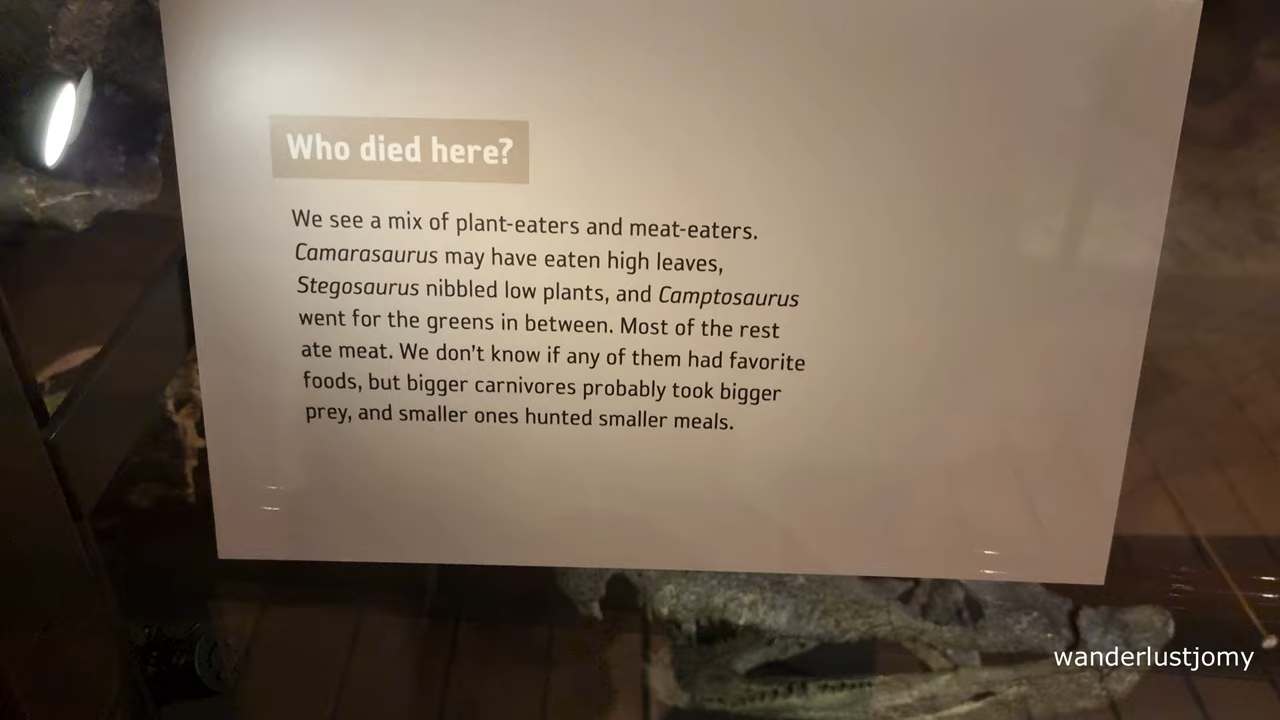 Who died here?
We see a mix of plant-eaters and meat-eaters.
Camarasaurus may have eaten high leaves,
Stegosaurus nibbled low plants, and Camptosaurus
went for the greens in between. Most of the rest
ate meat. We don't know if any of them had favorite
foods, but bigger carnivores probably took bigger
prey, and smaller ones hunted smaller meals.
wanderlustjomy